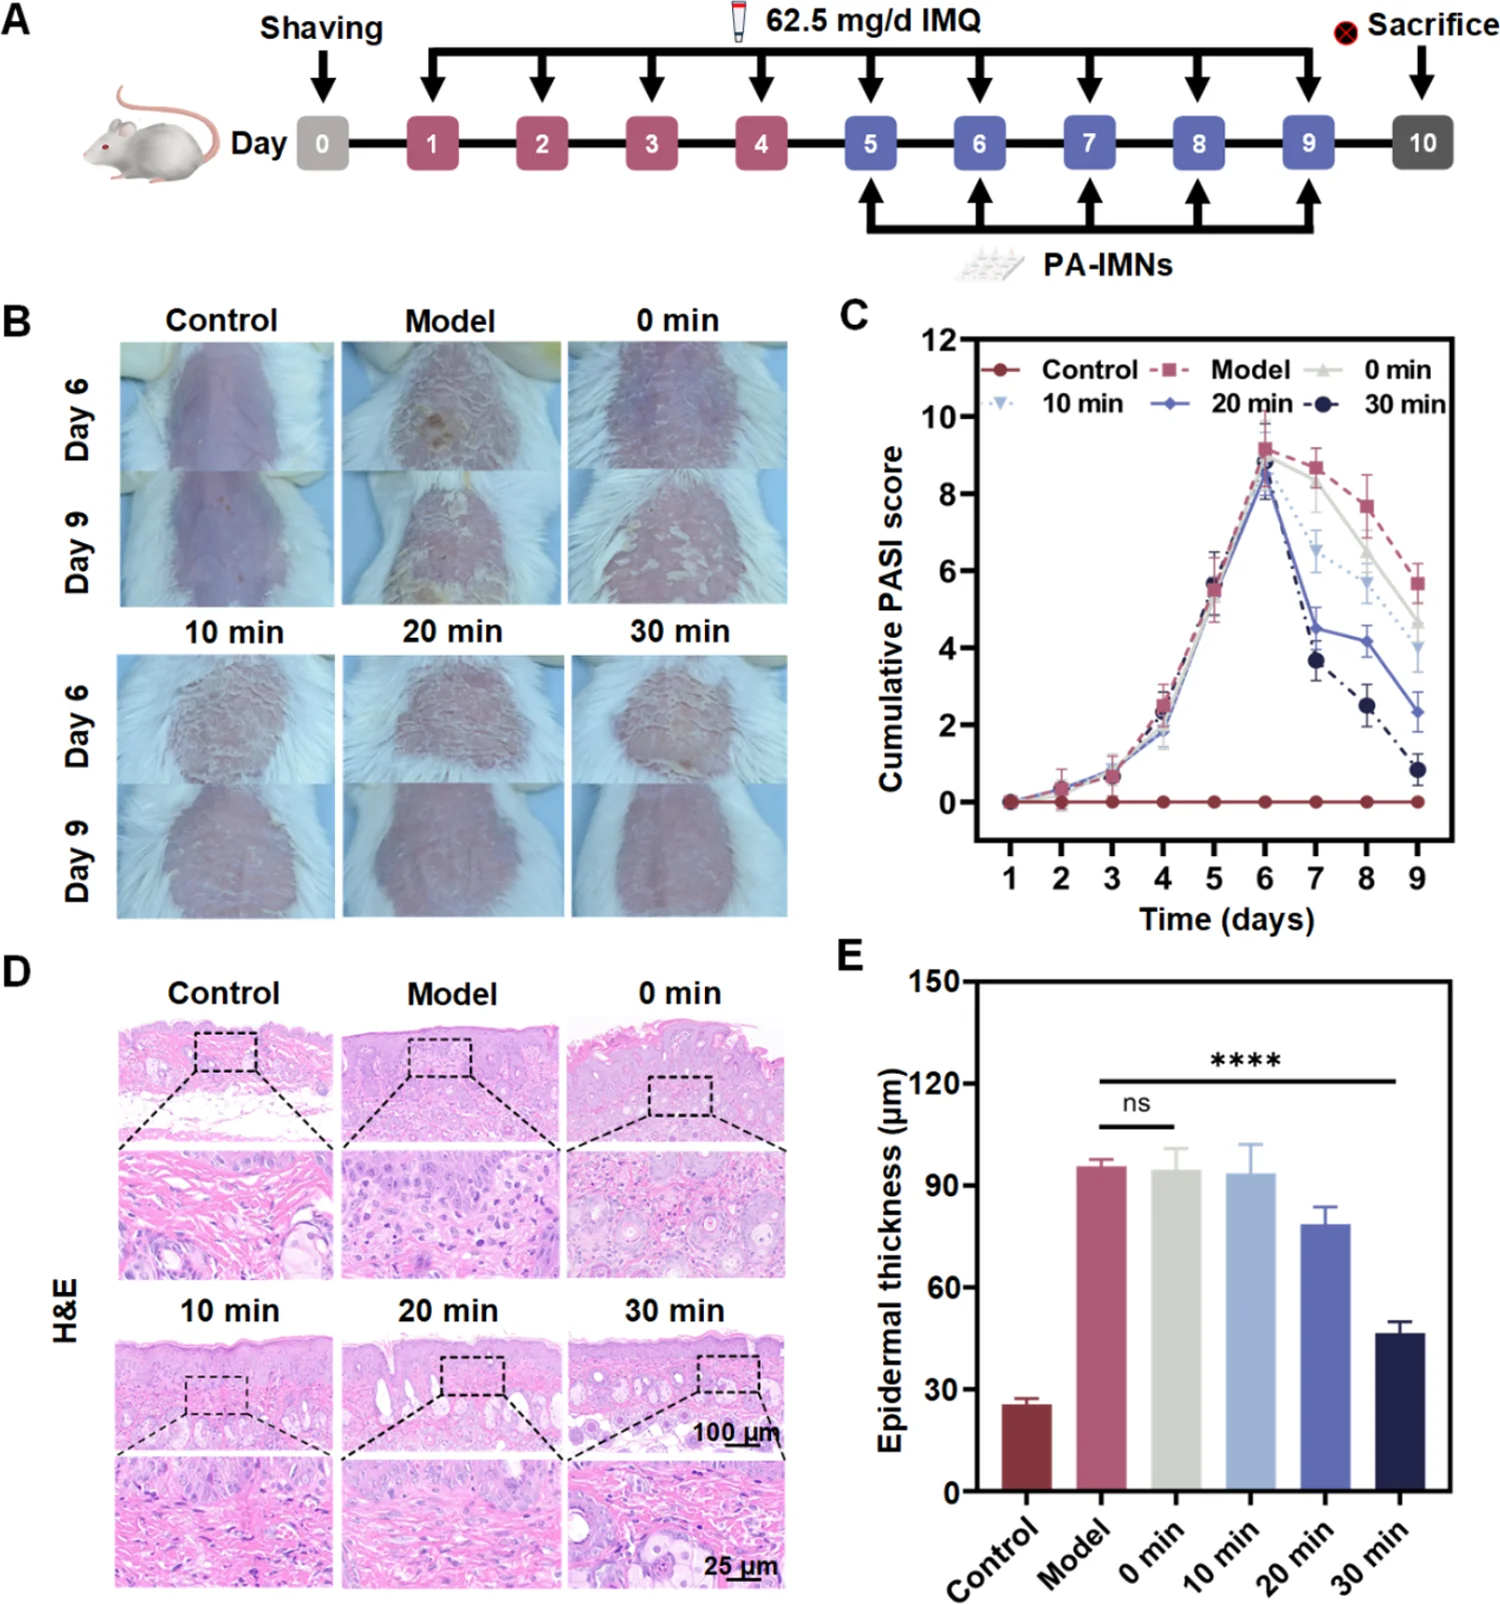 A
Shaving
62.5 mg/d IMQ
Sacrifice
Day 0 1 2 3 4 5 6 7 8 9 10
PA-IMNs
B
Control Model 0 min
Day 6
Day 9
10 min 20 min 30 min
Day 6
Day 9
C
Cumulative PASI score
12
10
8
6
4
2
0
Control Model 0 min
10 min 20 min 30 min
1 2 3 4 5 6 7 8 9
Time (days)
D
H&E
Control Model 0 min
10 min 20 min 30 min
100 μm
25 μm
E
Epidermal thickness (μm)
150
120
90
60
30
0
****
ns
Control Model 0 min 10 min 20 min 30 min